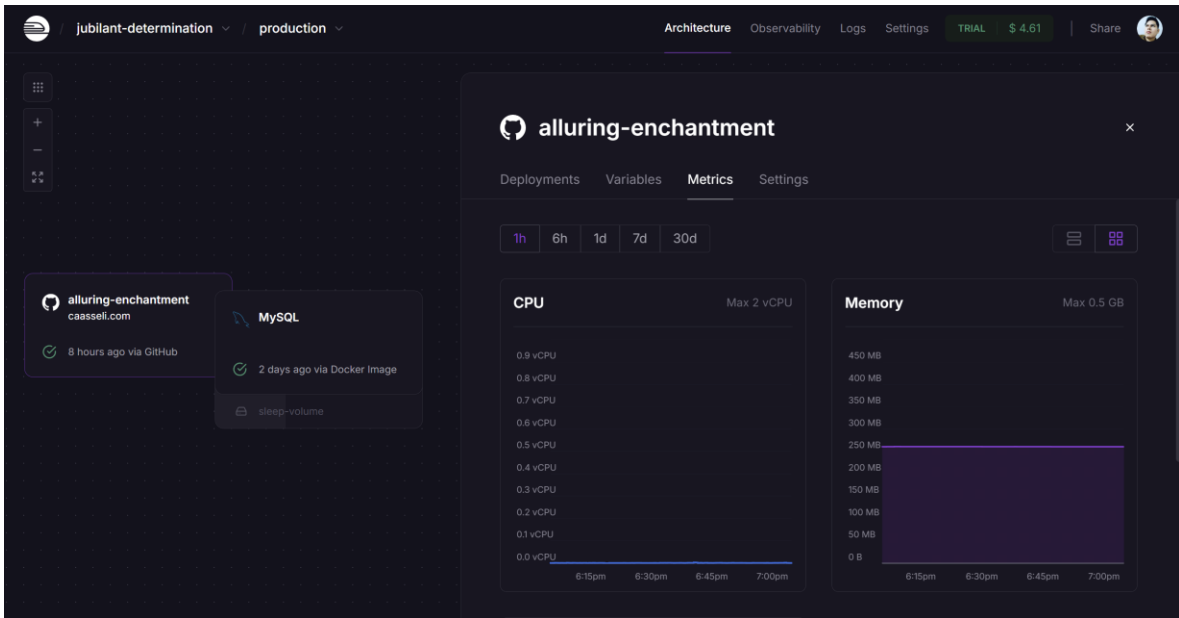 / jubilant-determination / production
Architecture Observability Logs Settings TRIAL $ 4.61 Share
alluring-enchantment
caasseli.com
8 hours ago via GitHub
MySQL
2 days ago via Docker Image
sleep-volume
alluring-enchantment
Deployments Variables Metrics Settings
1h 6h 1d 7d 30d
CPU Max 2 vCPU
0.9 vCPU
0.8 vCPU
0.7 vCPU
0.6 vCPU
0.5 vCPU
0.4 vCPU
0.3 vCPU
0.2 vCPU
0.1 vCPU
0.0 vCPU
6:15pm 6:30pm 6:45pm 7:00pm
Memory Max 0.5 GB
450 MB
400 MB
350 MB
300 MB
250 MB
200 MB
150 MB
100 MB
50 MB
0 B
6:15pm 6:30pm 6:45pm 7:00pm